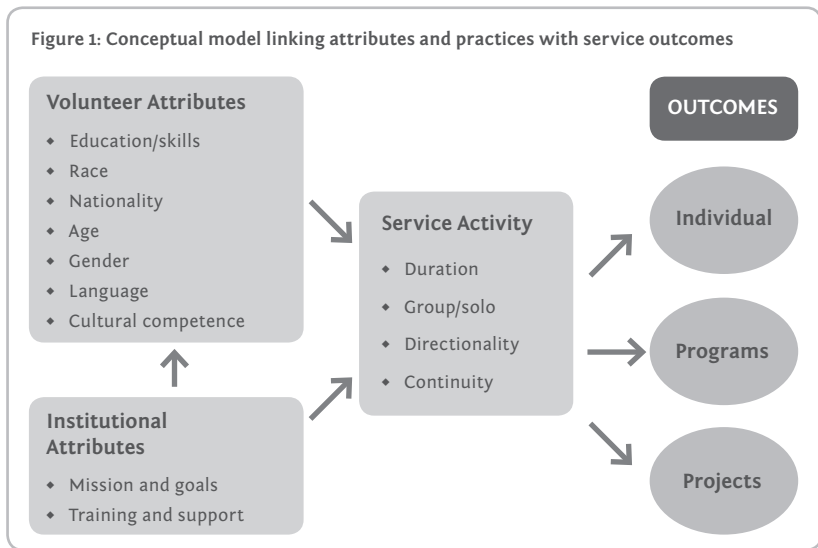 Figure 1: Conceptual model linking attributes and practices with service outcomes
Volunteer Attributes
◆ Education/skills
◆ Race
◆ Nationality
◆ Age
◆ Gender
◆ Language
◆ Cultural competence
Institutional
Attributes
◆ Mission and goals
◆ Training and support
Service Activity
◆ Duration
◆ Group/solo
◆ Directionality
◆ Continuity
OUTCOMES
Individual
Programs
Projects